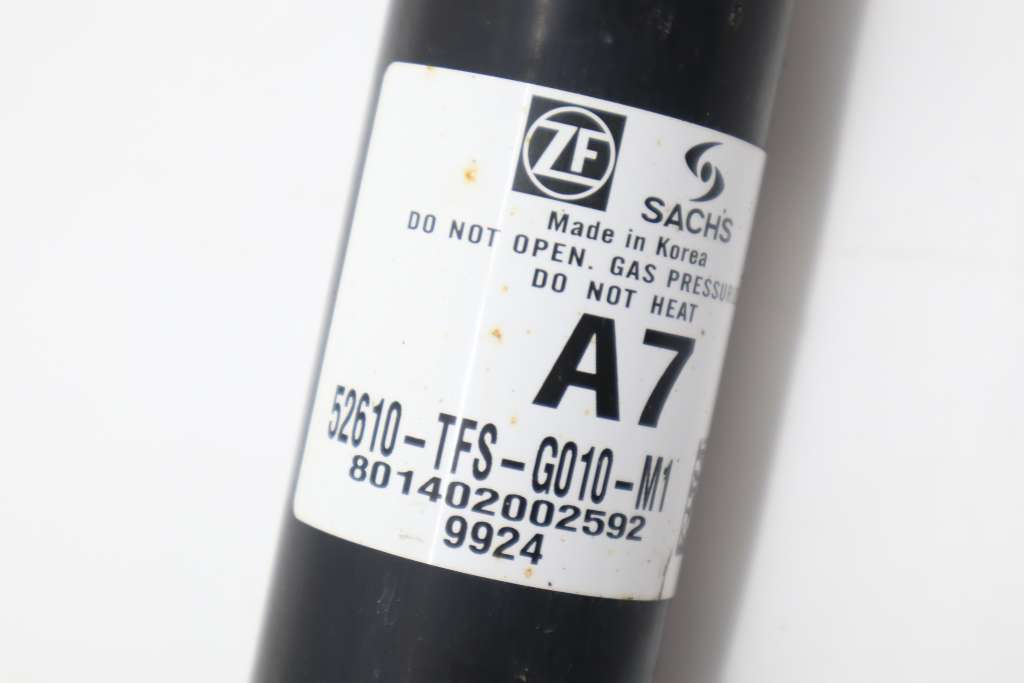 ZF
SACHS
Made in Korea
DO NOT OPEN. GAS PRESSUR
DO NOT HEAT
A7
52610-TFS-G010-M1
801402002592
9924